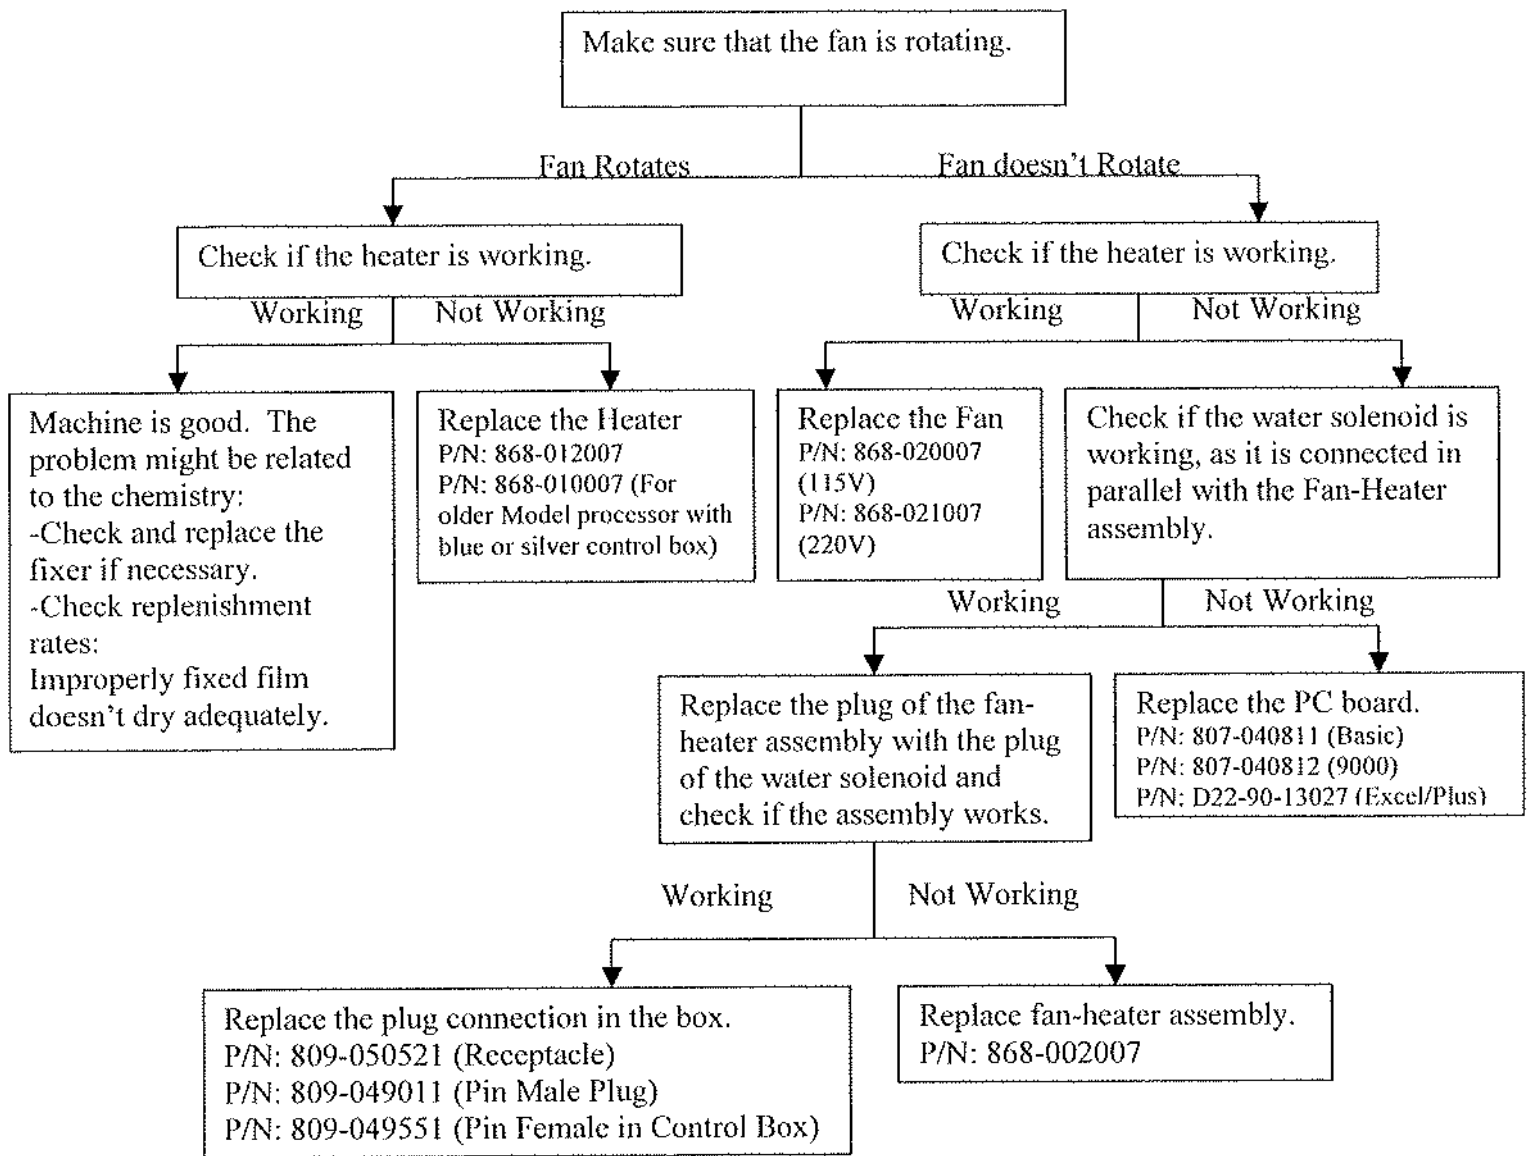 Make sure that the fan is rotating.
Fan Rotates
Fan doesn't Rotate
Check if the heater is working.
Check if the heater is working.
Working
Not Working
Working
Not Working
Machine is good. The
problem might be related
to the chemistry:
-Check and replace the
fixer if necessary.
-Check replenishment
rates:
Improperly fixed film
doesn't dry adequately.
Replace the Heater
P/N: 868-012007
P/N: 868-010007 (For
older Model processor with
blue or silver control box)
Replace the Fan
P/N: 868-020007
(115V)
P/N: 868-021007
(220V)
Check if the water solenoid is
working, as it is connected in
parallel with the Fan-Heater
assembly.
Working
Not Working
Replace the plug of the fan-
heater assembly with the plug
of the water solenoid and
check if the assembly works.
Replace the PC board.
P/N: 807-040811 (Basic)
P/N: 807-040812 (9000)
P/N: D22-90-13027 (Excel/Plus)
Working
Not Working
Replace the plug connection in the box.
P/N: 809-050521 (Receptacle)
P/N: 809-049011 (Pin Male Plug)
P/N: 809-049551 (Pin Female in Control Box)
Replace fan-heater assembly.
P/N: 868-002007